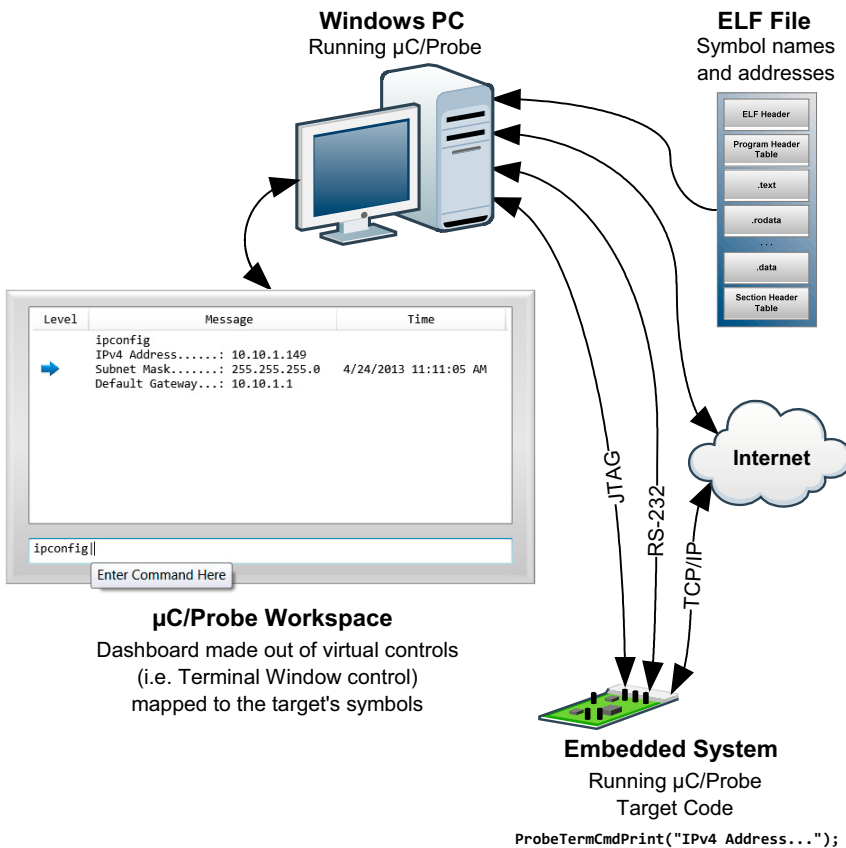 Windows PC
Running µC/Probe
ELF File
Symbol names
and addresses
ELF Header
Program Header
Table
.text
.rodata
. . .
.data
Section Header
Table
Level Message Time
ipconfig
IPv4 Address......: 10.10.1.149
Subnet Mask.......: 255.255.255.0 4/24/2013 11:11:05 AM
Default Gateway...: 10.10.1.1
ipconfig
Enter Command Here
µC/Probe Workspace
Dashboard made out of virtual controls
(i.e. Terminal Window control)
mapped to the target's symbols
JTAG
RS-232
TCP/IP
Internet
Embedded System
Running µC/Probe
Target Code
ProbeTermCmdPrint("IPv4 Address...");